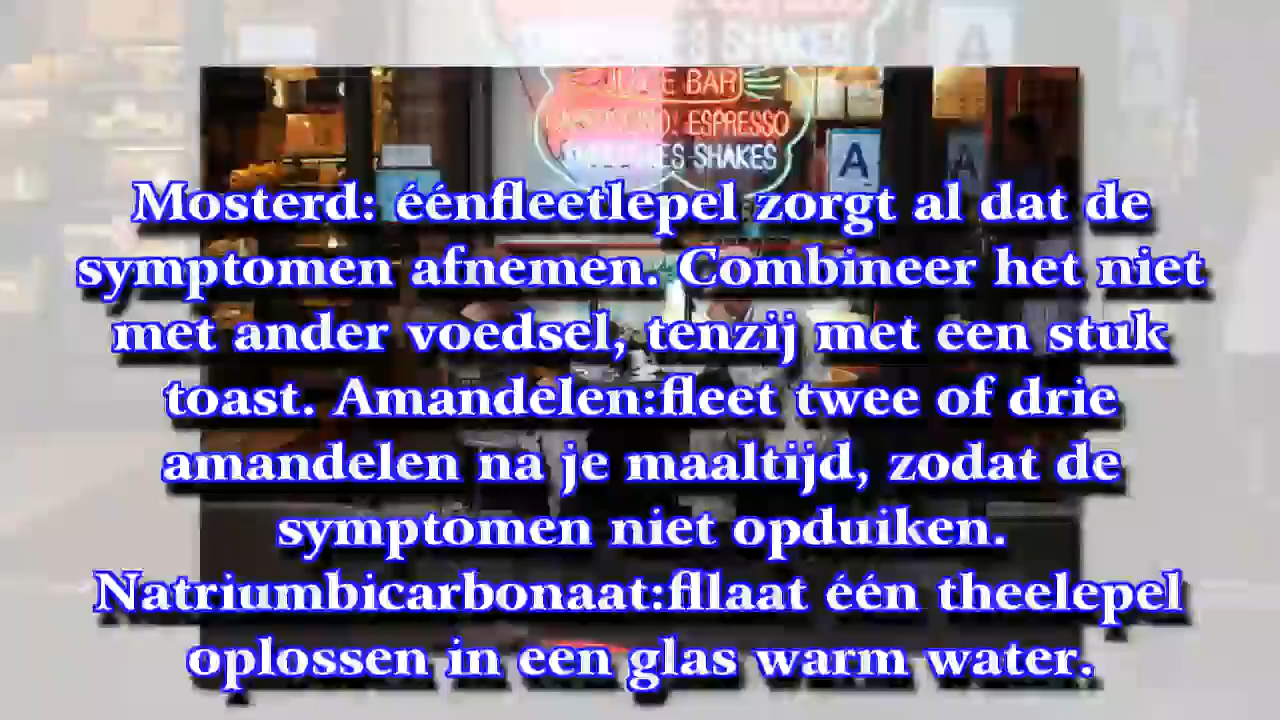 JUICE BAR
ESPRESSO
SHAKES
A
A
Mosterd: éénfleetlepel zorgt al dat de
symptomen afnemen. Combineer het niet
met ander voedsel, tenzij met een stuk
toast. Amandelen:fleet twee of drie
amandelen na je maaltijd, zodat de
symptomen niet opduiken.
Natriumbicarbonaat:fllaat één theelepel
oplossen in een glas warm water.